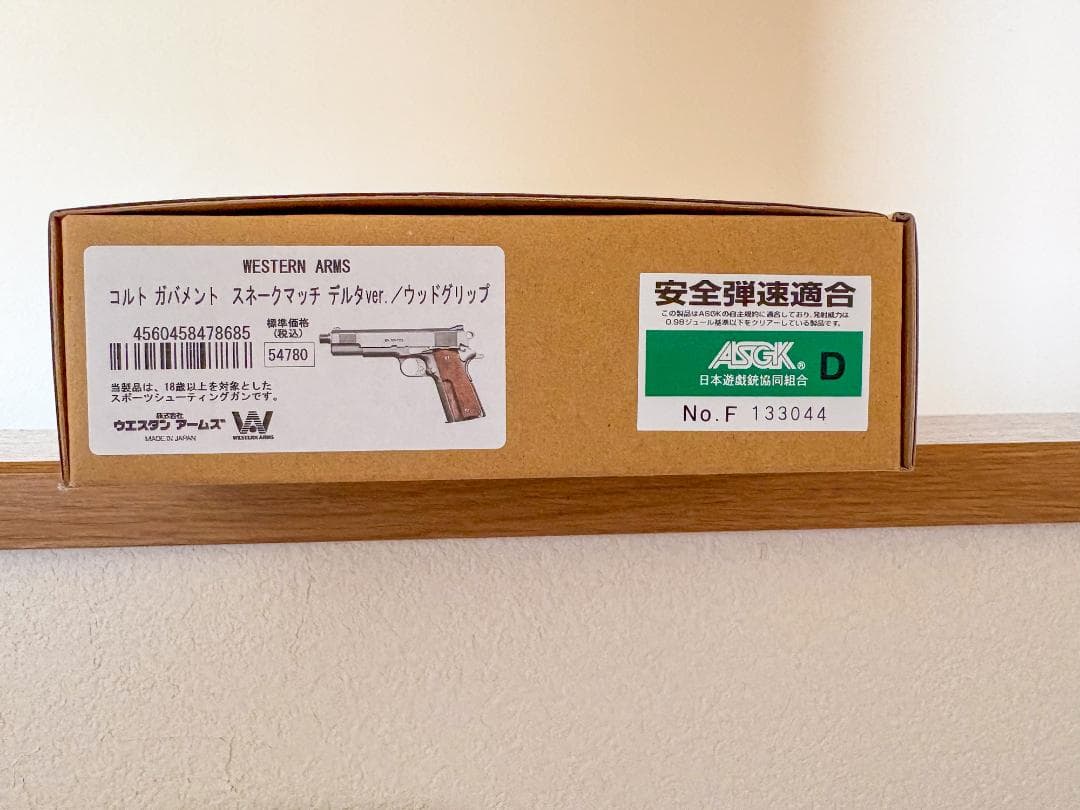 WESTERN ARMS
コルト ガバメント スネークマッチ デルタver.／ウッドグリップ
4560458478685
標準価格
(税込)
54780
当製品は、18歳以上を対象とした
スポーツシューティングガンです。
株式会社
ウエスタン アームズ
MADE IN JAPAN
WESTERN ARMS
安全弾速適合
この製品はASGKの自主規約に適合しており、発射威力は
0.98ジュール基準以下をクリアーしている製品です。
ASGK® D
日本遊戯銃協同組合
No.F 133044